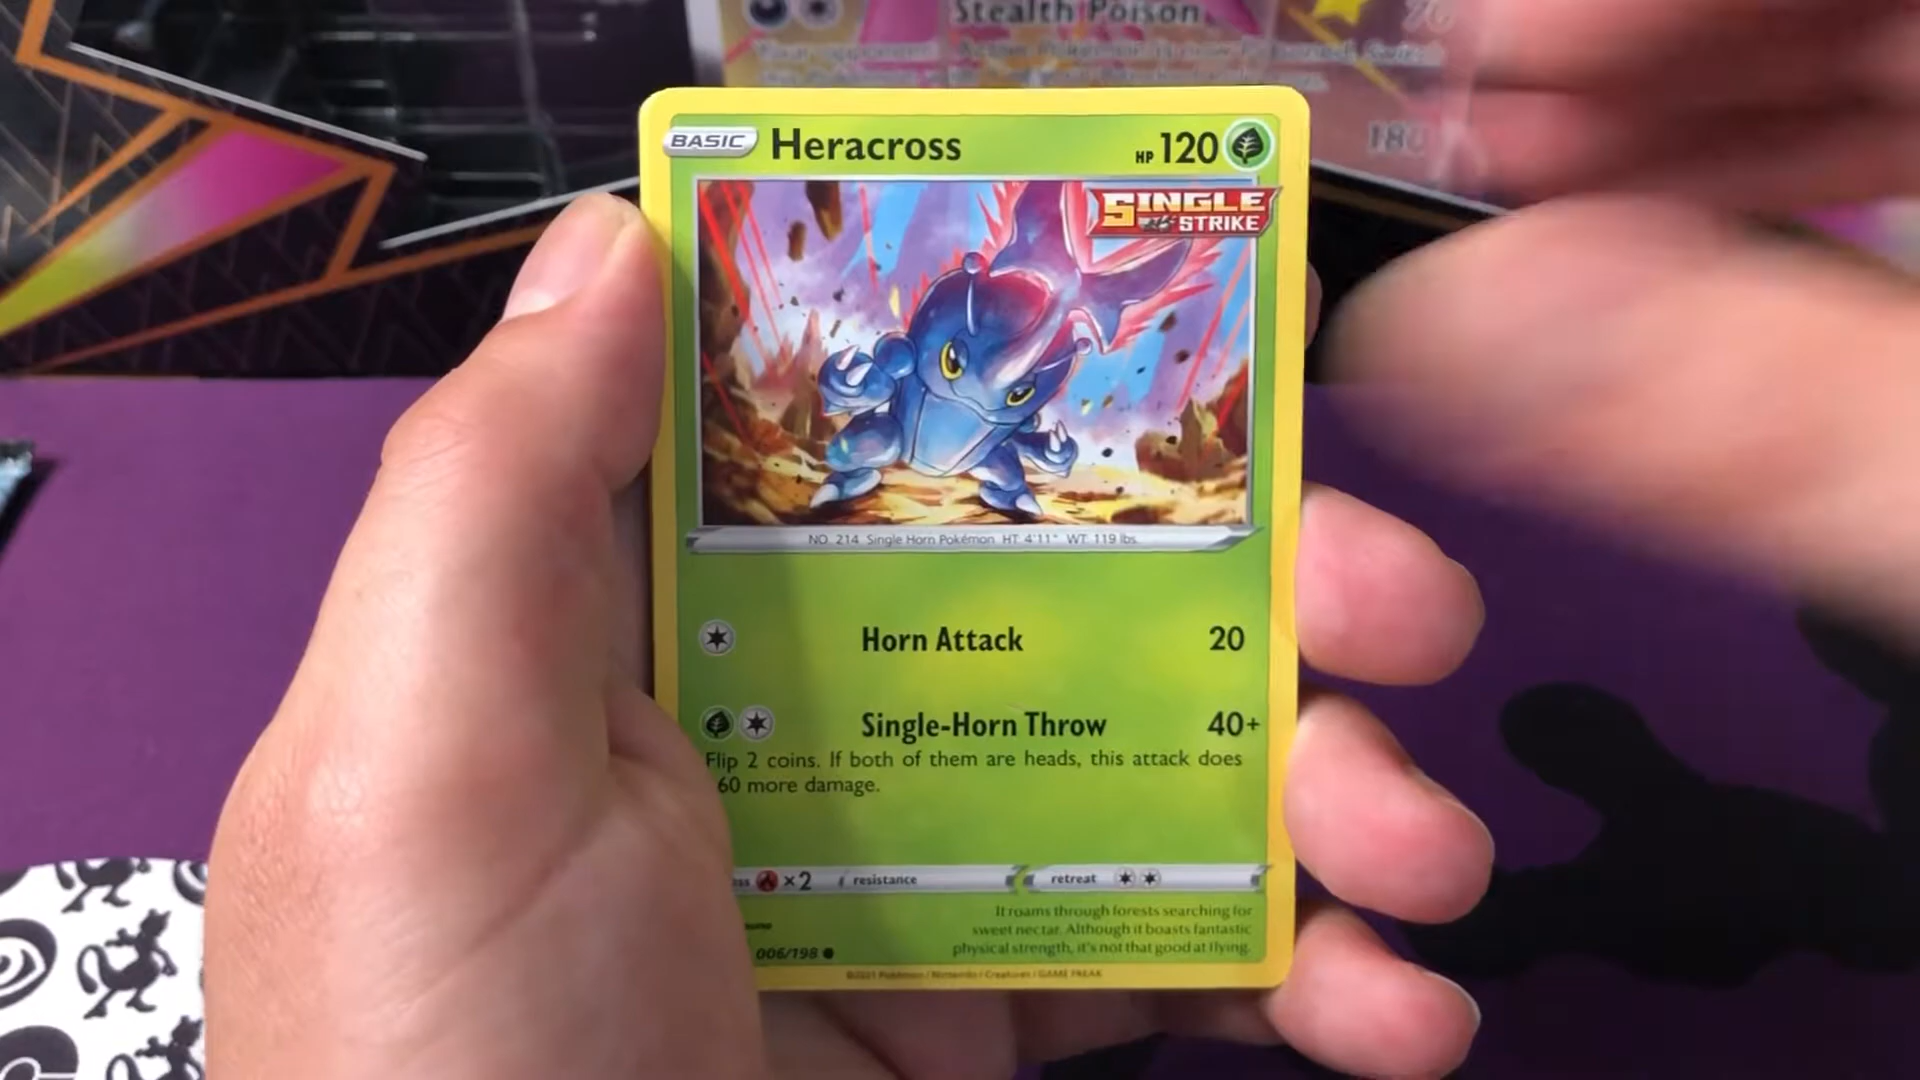 Stealth Poison
180
BASIC Heracross HP 120
SINGLE
STRIKE
NO. 214 Single Horn Pokémon HT: 4'11" WT: 119 lbs.
Horn Attack 20
Single-Horn Throw 40+
Flip 2 coins. If both of them are heads, this attack does
60 more damage.
×2 resistance retreat
It roams through forests searching for
sweet nectar. Although it boasts fantastic
physical strength, it's not that good at flying.
006/198
©2021 Pokémon / Nintendo / Creatures / GAME FREAK